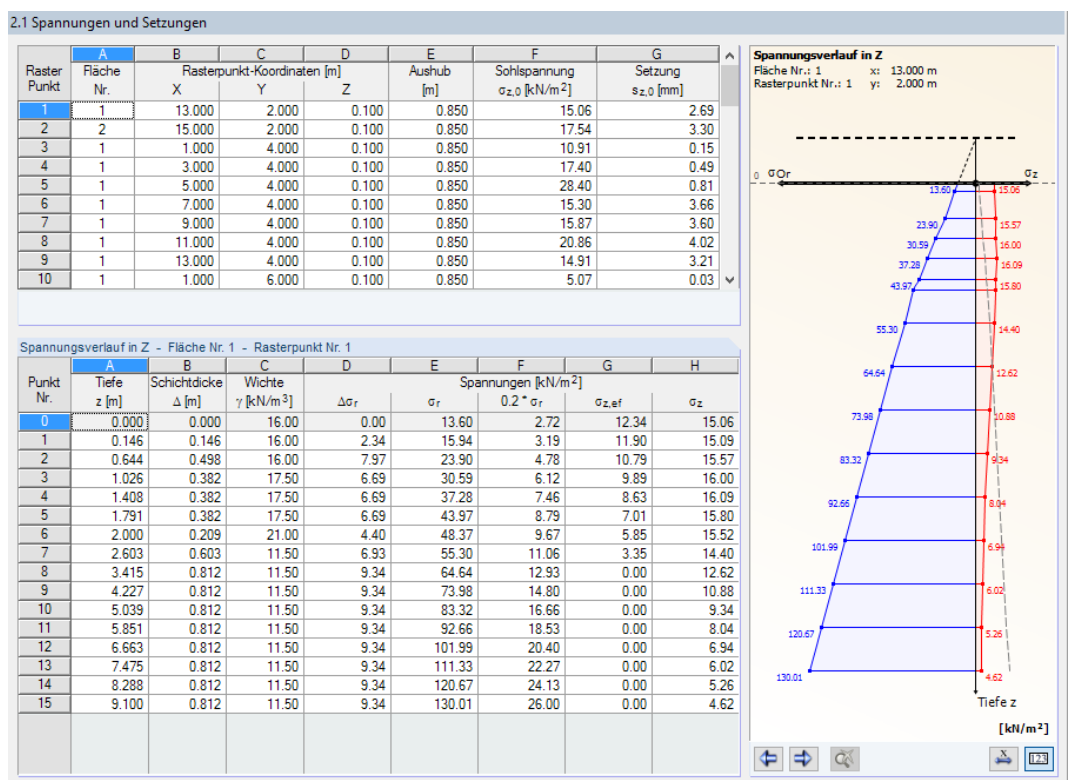 2.1 Spannungen und Setzungen
A B C D E F G
Raster Punkt Fläche Nr. Rasterpunkt-Koordinaten [m] X Y Z Aushub [m] Sohlspannung σz,0 [kN/m²] Setzung sz,0 [mm]
1 1 13.000 2.000 0.100 0.850 15.06 2.69
2 2 15.000 2.000 0.100 0.850 17.54 3.30
3 1 1.000 4.000 0.100 0.850 10.91 0.15
4 1 3.000 4.000 0.100 0.850 17.40 0.49
5 1 5.000 4.000 0.100 0.850 28.40 0.81
6 1 7.000 4.000 0.100 0.850 15.30 3.66
7 1 9.000 4.000 0.100 0.850 15.87 3.60
8 1 11.000 4.000 0.100 0.850 20.86 4.02
9 1 13.000 4.000 0.100 0.850 14.91 3.21
10 1 1.000 6.000 0.100 0.850 5.07 0.03
Spannungsverlauf in Z - Fläche Nr. 1 - Rasterpunkt Nr. 1
A B C D E F G H
Punkt Nr. Tiefe z [m] Schichtdicke Δ [m] Wichte γ [kN/m³] Spannungen [kN/m²] Δσr σr 0.2 * σr σz,ef σz
0 0.000 0.000 16.00 0.00 13.60 2.72 12.34 15.06
1 0.146 0.146 16.00 2.34 15.94 3.19 11.90 15.09
2 0.644 0.498 16.00 7.97 23.90 4.78 10.79 15.57
3 1.026 0.382 17.50 6.69 30.59 6.12 9.89 16.00
4 1.408 0.382 17.50 6.69 37.28 7.46 8.63 16.09
5 1.791 0.382 17.50 6.69 43.97 8.79 7.01 15.80
6 2.000 0.209 21.00 4.40 48.37 9.67 5.85 15.52
7 2.603 0.603 11.50 6.93 55.30 11.06 3.35 14.40
8 3.415 0.812 11.50 9.34 64.64 12.93 0.00 12.62
9 4.227 0.812 11.50 9.34 73.98 14.80 0.00 10.88
10 5.039 0.812 11.50 9.34 83.32 16.66 0.00 9.34
11 5.851 0.812 11.50 9.34 92.66 18.53 0.00 8.04
12 6.663 0.812 11.50 9.34 101.99 20.40 0.00 6.94
13 7.475 0.812 11.50 9.34 111.33 22.27 0.00 6.02
14 8.288 0.812 11.50 9.34 120.67 24.13 0.00 5.26
15 9.100 0.812 11.50 9.34 130.01 26.00 0.00 4.62
Spannungsverlauf in Z
Fläche Nr.: 1 x: 13.000 m
Rasterpunkt Nr.: 1 y: 2.000 m
0 σOr σz
13.60 15.06
23.90 15.57
30.59 16.00
37.28 16.09
43.97 15.80
55.30 14.40
64.64 12.62
73.98 10.88
83.32 9.34
92.66 8.04
101.99 6.94
111.33 6.02
120.67 5.26
130.01 4.62
Tiefe z
[kN/m²]
X 123